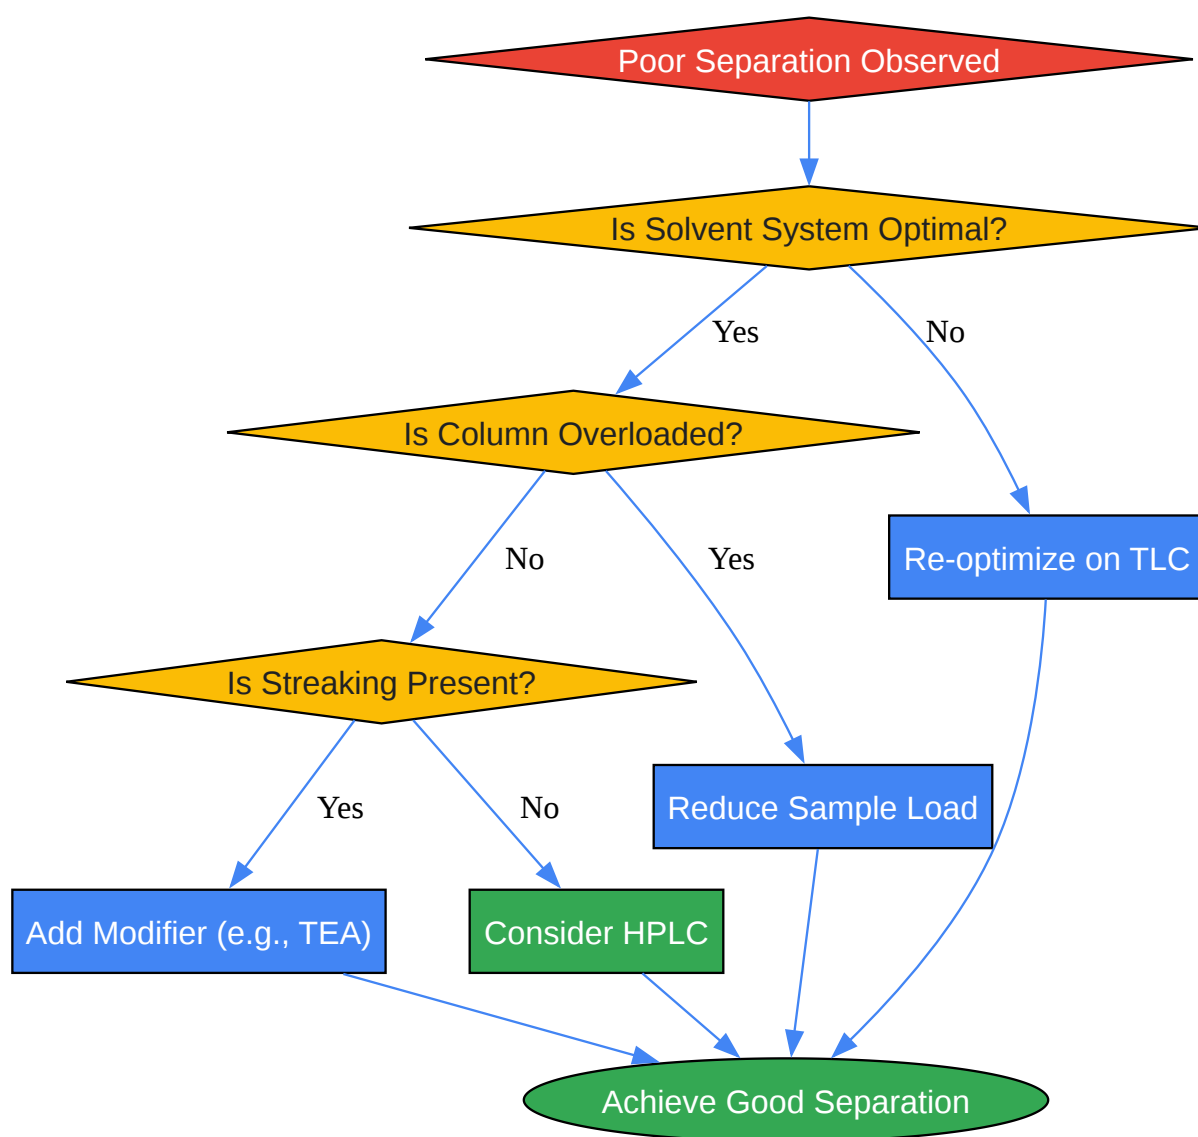 Poor Separation Observed
Is Solvent System Optimal?
Yes
No
Is Column Overloaded?
No
Yes
Re-optimize on TLC
Is Streaking Present?
Yes
No
Reduce Sample Load
Add Modifier (e.g., TEA)
Consider HPLC
Achieve Good Separation